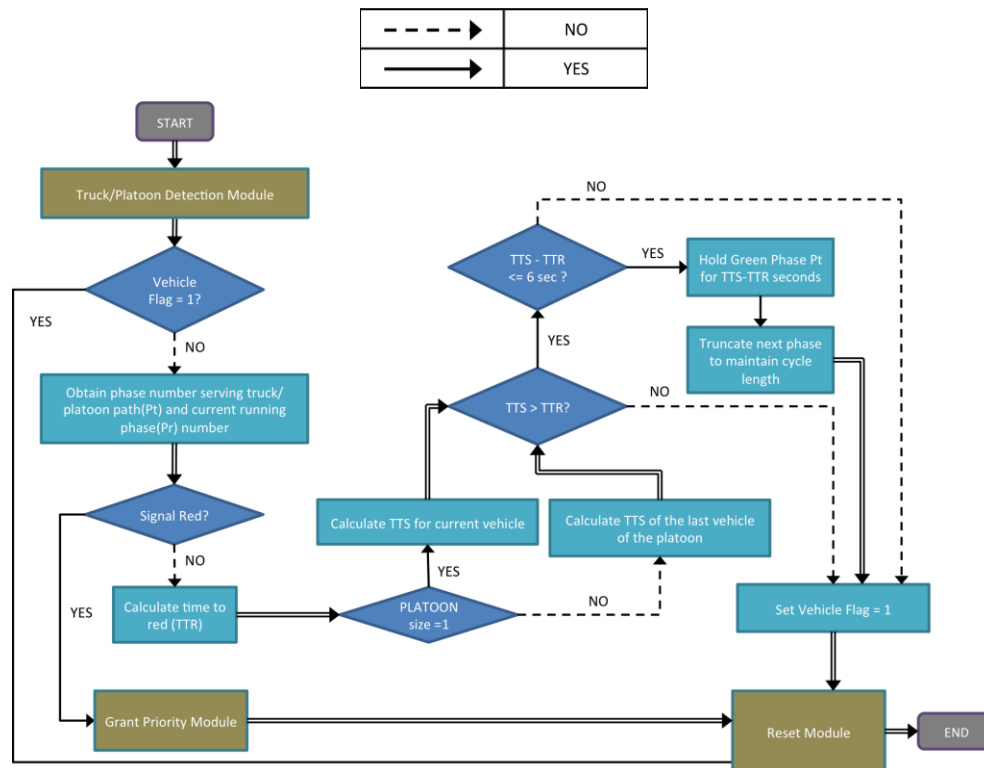 NO
YES
START
Truck/Platoon Detection Module
Vehicle
Flag = 1?
YES
NO
Obtain phase number serving truck/
platoon path(Pt) and current running
phase(Pr) number
Signal Red?
NO
YES
Calculate time to
red (TTR)
PLATOON
size =1
YES
NO
Calculate TTS for current vehicle
Calculate TTS of the last vehicle
of the platoon
TTS > TTR?
YES
NO
TTS - TTR
<= 6 sec ?
NO
YES
Hold Green Phase Pt
for TTS-TTR seconds
Truncate next phase
to maintain cycle
length
Set Vehicle Flag = 1
Grant Priority Module
Reset Module
END